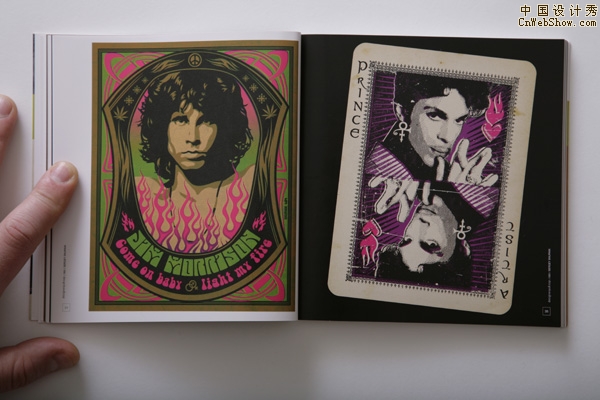 中国设计秀
CnWebShow.Com
JIM MORRISON
Come on baby & light my fire
PRINCE
ARTIST